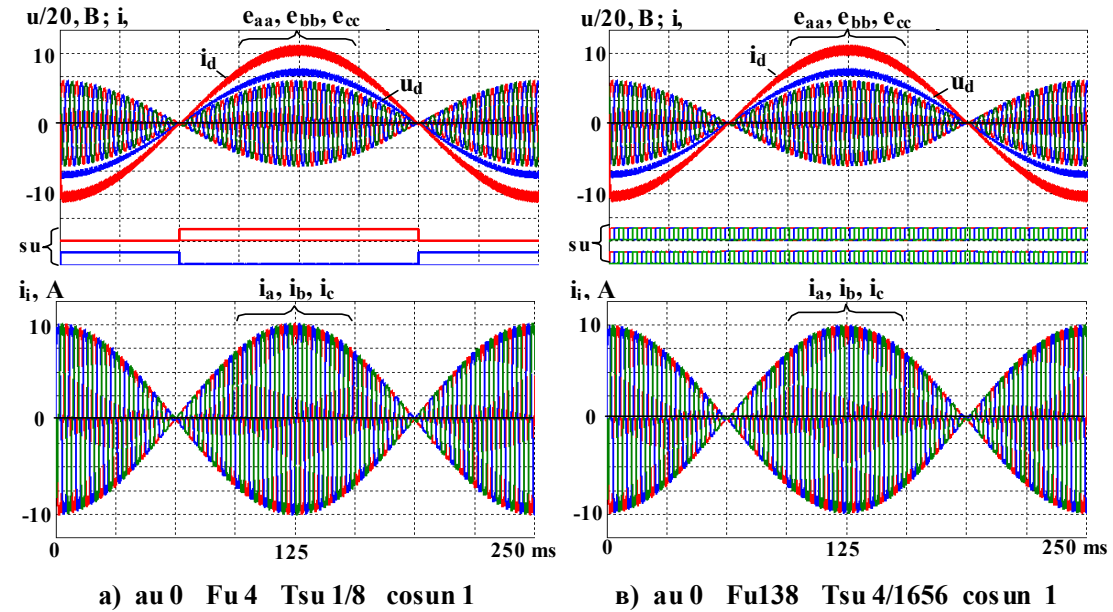 u/20, В; i,
e_aa, e_bb, e_cc
10
i_d
u_d
0
-10
su
i_i, A
i_a, i_b, i_c
10
0
-10
0
125
250 ms
а) au 0 Fu 4 Tsu 1/8 cosun 1
u/20, В; i,
e_aa, e_bb, e_cc
10
i_d
u_d
0
-10
su
i_i, A
i_a, i_b, i_c
10
0
-10
0
125
250 ms
в) au 0 Fu138 Tsu 4/1656 cosun 1